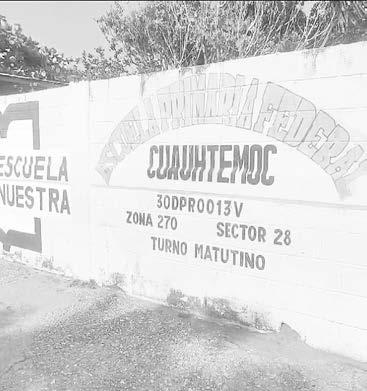 ESCUELA
NUESTRA
ESCUELA PRIMARIA FEDERAL
CUAUHTEMOC
30DPR0013V
ZONA 270 SECTOR 28
TURNO MATUTINO